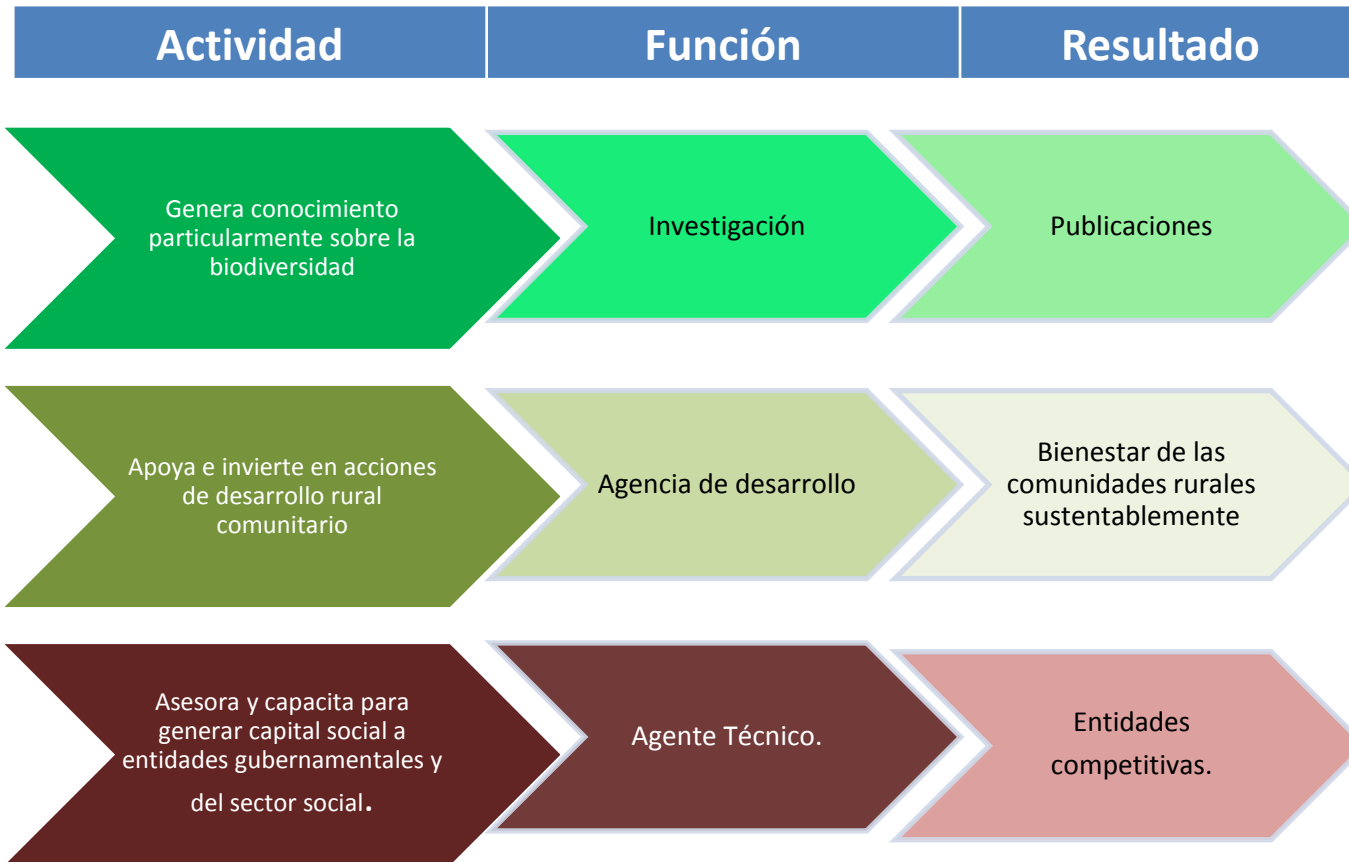 Actividad
Función
Resultado
Genera conocimiento
particularmente sobre la
biodiversidad
Investigación
Publicaciones
Apoya e invierte en acciones
de desarrollo rural
comunitario
Agencia de desarrollo
Bienestar de las
comunidades rurales
sustentablemente
Asesora y capacita para
generar capital social a
entidades gubernamentales y
del sector social.
Agente Técnico.
Entidades
competitivas.